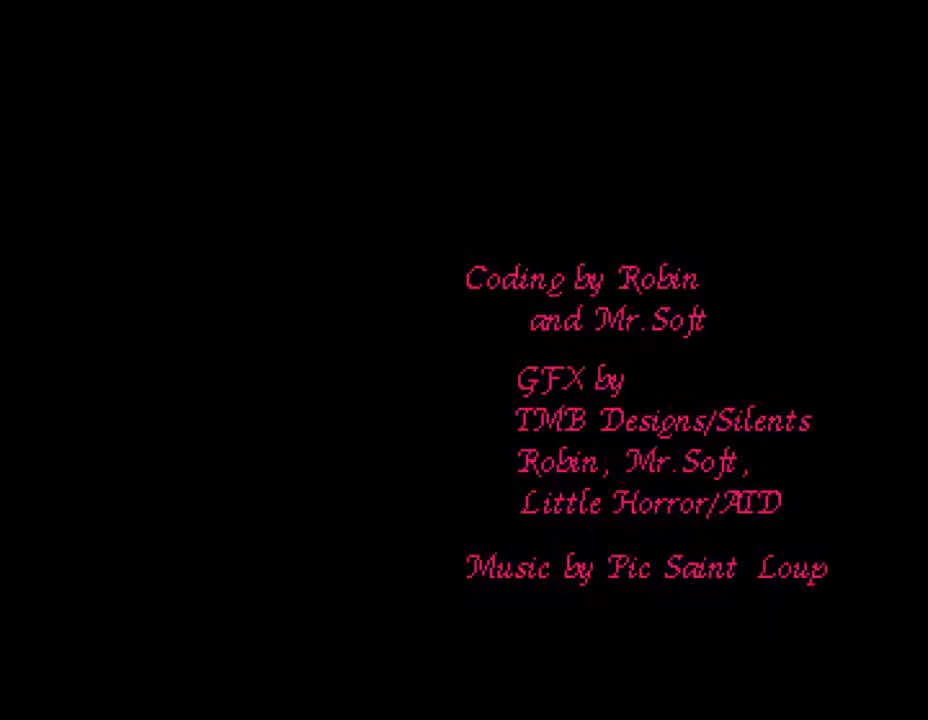 Coding by Robin
and Mr.Soft
GFX by
TMB Designs/Silents
Robin, Mr.Soft,
Little Horror/ATD
Music by Pic Saint Loup